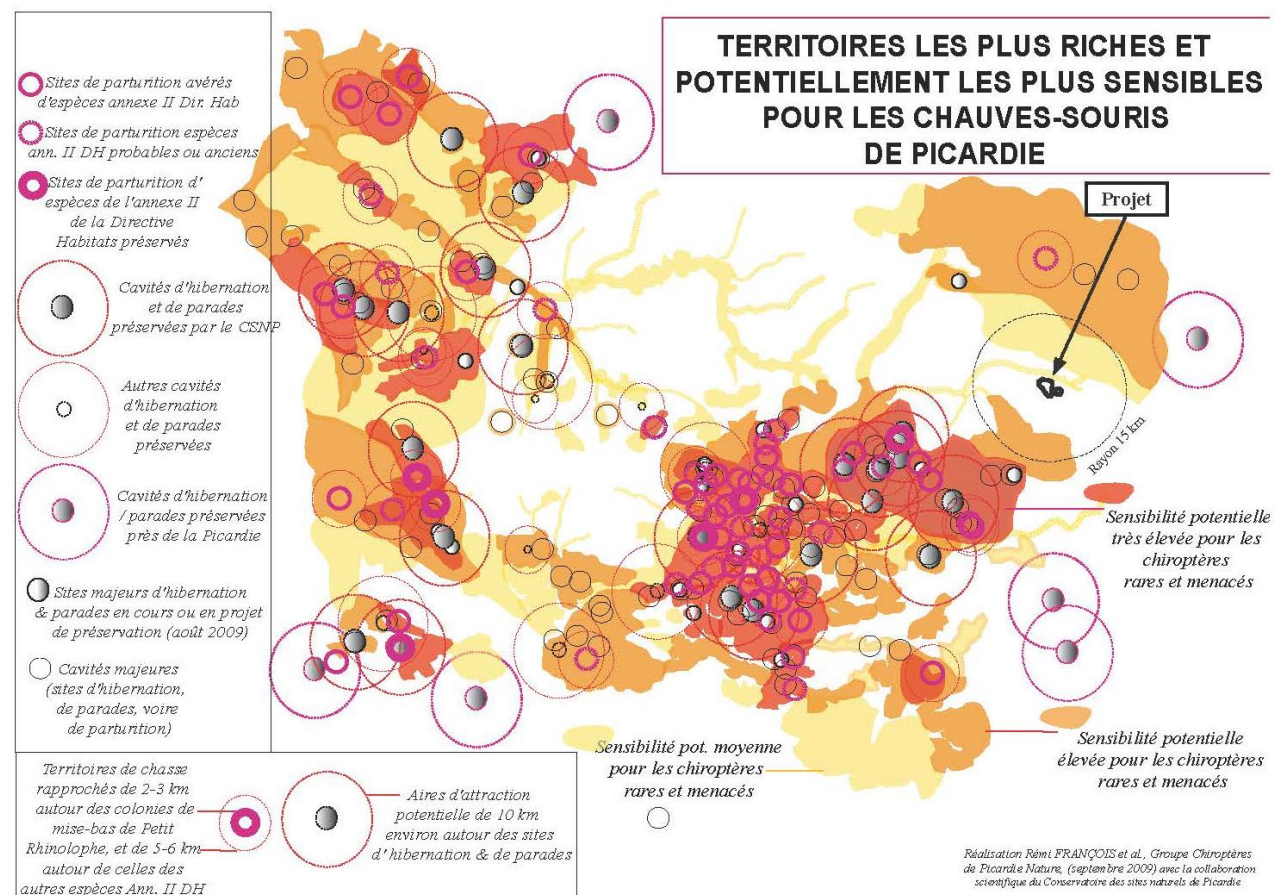 TERRITOIRES LES PLUS RICHES ET
POTENTIELLEMENT LES PLUS SENSIBLES
POUR LES CHAUVES-SOURIS
DE PICARDIE
Sites de parturition avérés
d'espèces annexe II Dir. Hab
Sites de parturition espèces
ann. II DH probables ou anciens
Sites de parturition d'
espèces de l'annexe II
de la Directive
Habitats préservés
Cavités d'hibernation
et de parades
préservées par le CSNP
Autres cavités
d'hibernation
et de parades
préservées
Cavités d'hibernation
/ parades préservées
près de la Picardie
Sites majeurs d'hibernation
& parades en cours ou en projet
de préservation (août 2009)
Cavités majeures
(sites d'hibernation,
de parades, voire
de parturition)
Territoires de chasse
rapprochés de 2-3 km
autour des colonies de
mise-bas de Petit
Rhinolophe, et de 5-6 km
autour de celles des
autres espèces Ann. II DH
Aires d'attraction
potentielle de 10 km
environ autour des sites
d' hibernation & de parades
Projet
Rayon 15 km
Sensibilité potentielle
très élevée pour les
chiroptères
rares et menacés
Sensibilité pot. moyenne
pour les chiroptères
rares et menacés
Sensibilité potentielle
élevée pour les chiroptères
rares et menacés
Réalisation Rémi FRANÇOIS et al., Groupe Chiroptères
de Picardie Nature, (septembre 2009) avec la collaboration
scientifique du Conservatoire des sites naturels de Picardie